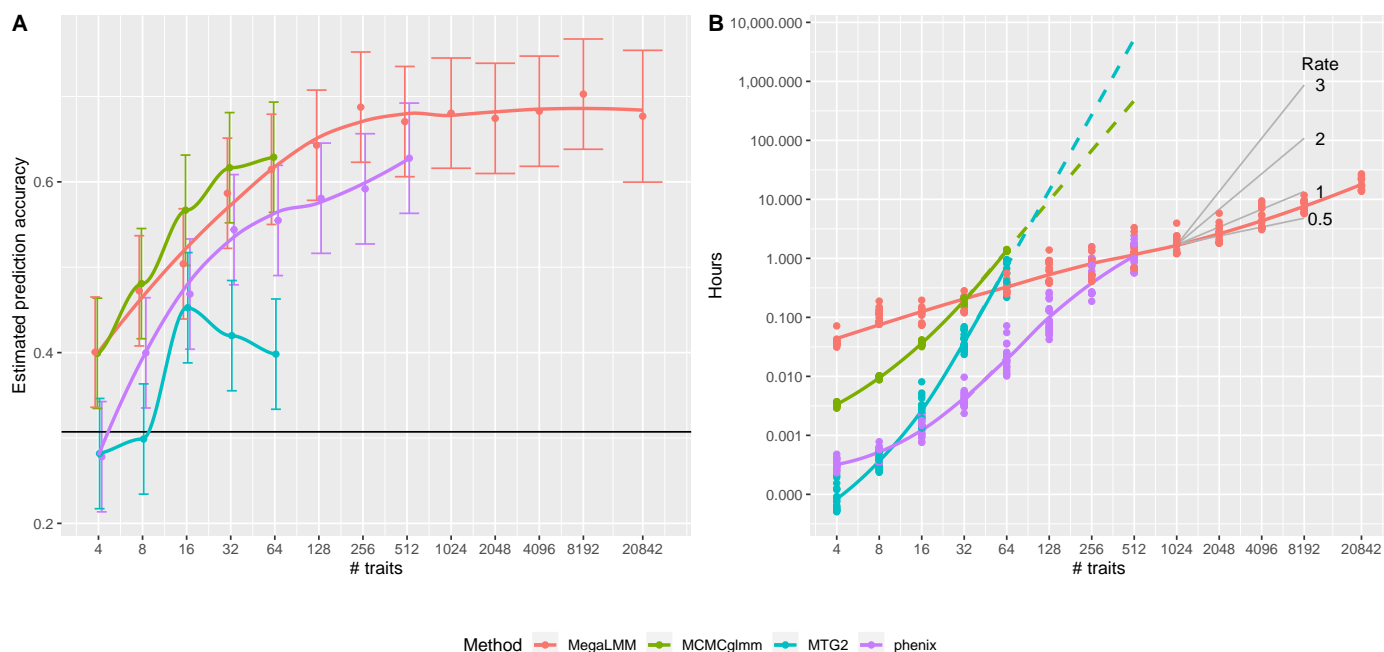 A
Estimated prediction accuracy
0.6
0.4
0.2
4 8 16 32 64 128 256 512 1024 2048 4096 8192 20842
# traits
B
Hours
10,000.000
1,000.000
100.000
10.000
1.000
0.100
0.010
0.001
0.000
Rate
3
2
1
0.5
4 8 16 32 64 128 256 512 1024 2048 4096 8192 20842
# traits
Method MegaLMM MCMCglmm MTG2 phenix